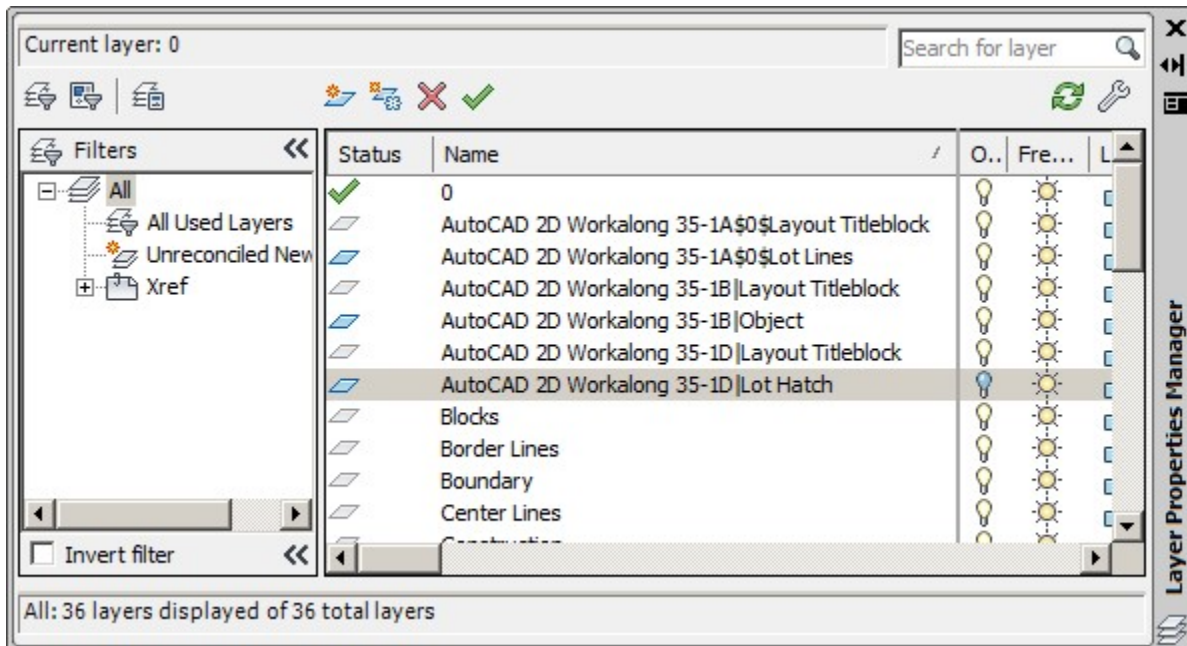 Current layer: 0
Search for layer
Filters
Status Name O.. Fre... L
All
All Used Layers
Unreconciled New
Xref
0
AutoCAD 2D Workalong 35-1A$0$Layout Titleblock
AutoCAD 2D Workalong 35-1A$0$Lot Lines
AutoCAD 2D Workalong 35-1B|Layout Titleblock
AutoCAD 2D Workalong 35-1B|Object
AutoCAD 2D Workalong 35-1D|Layout Titleblock
AutoCAD 2D Workalong 35-1D|Lot Hatch
Blocks
Border Lines
Boundary
Center Lines
Construction
Invert filter
All: 36 layers displayed of 36 total layers
Layer Properties Manager